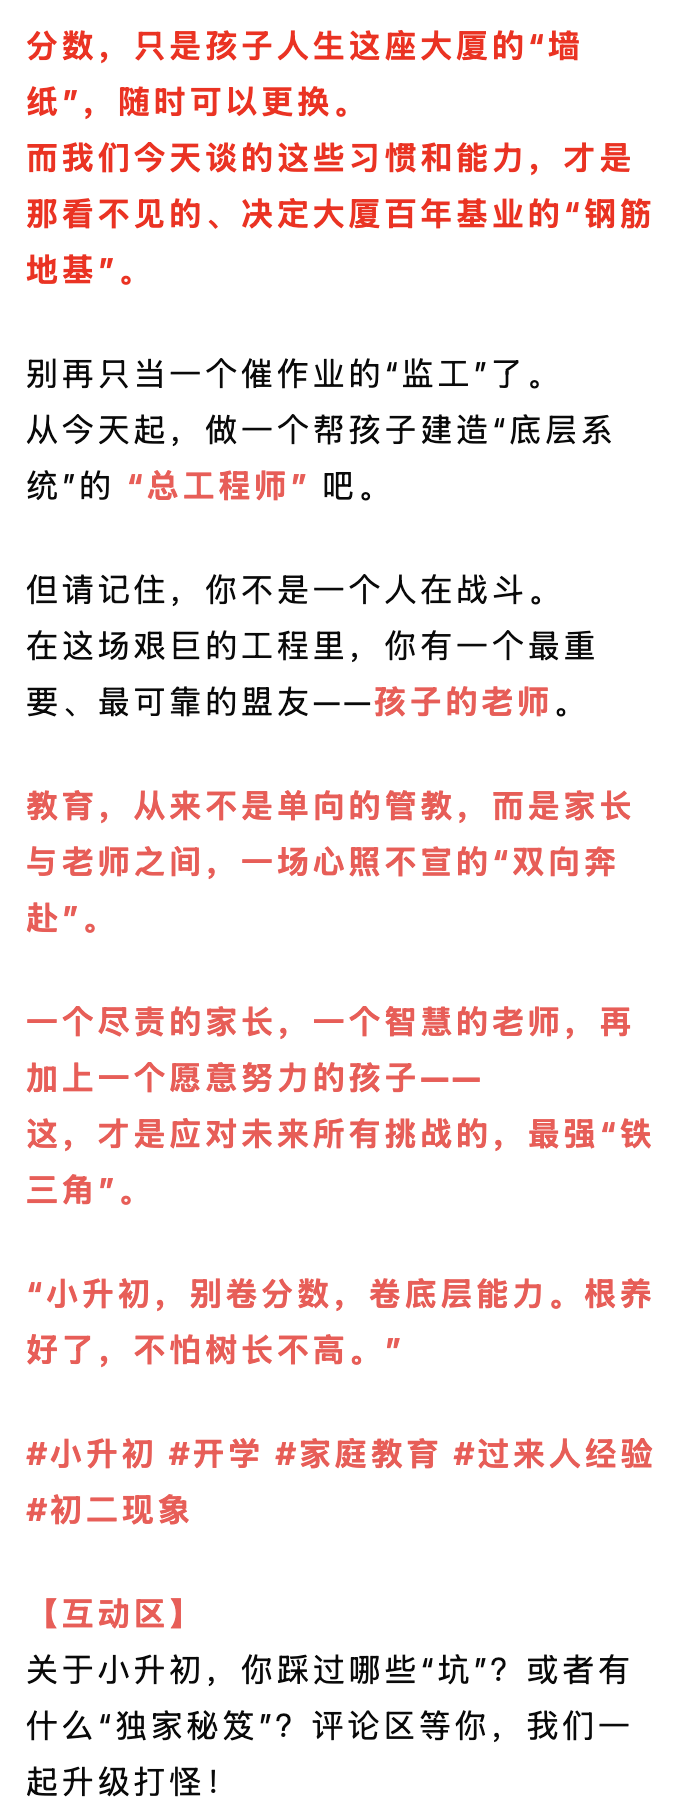 分数，只是孩子人生这座大厦的“墙
纸”，随时可以更换。
而我们今天谈的这些习惯和能力，才是
那看不见的、决定大厦百年基业的“钢筋
地基”。
别再只当一个催作业的“监工”了。
从今天起，做一个帮孩子建造“底层系
统”的 “总工程师” 吧。
但请记住，你不是一个人在战斗。
在这场艰巨的工程里，你有一个最重
要、最可靠的盟友——孩子的老师。
教育，从来不是单向的管教，而是家长
与老师之间，一场心照不宣的“双向奔
赴”。
一个尽责的家长，一个智慧的老师，再
加上一个愿意努力的孩子——
这，才是应对未来所有挑战的，最强“铁
三角”。
“小升初，别卷分数，卷底层能力。根养
好了，不怕树长不高。”
#小升初 #开学 #家庭教育 #过来人经验
#初二现象
【互动区】
关于小升初，你踩过哪些“坑”？或者有
什么“独家秘笈”？评论区等你，我们一
起升级打怪！